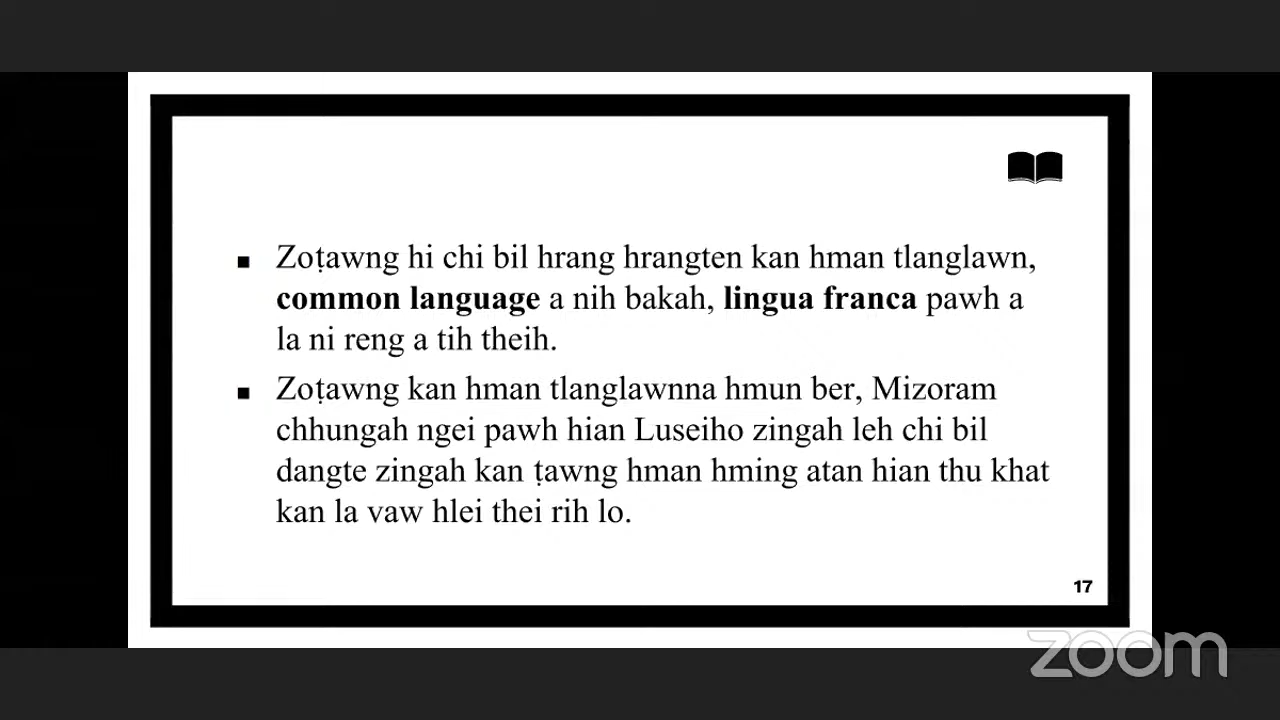 Zoṭawng hi chi bil hrang hrangten kan hman tlanglawn,
common language a nih bakah, lingua franca pawh a
la ni reng a tih theih.
Zoṭawng kan hman tlanglawnna hmun ber, Mizoram
chhungah ngei pawh hian Luseiho zingah leh chi bil
dangte zingah kan ṭawng hman hming atan hian thu khat
kan la vaw hlei thei rih lo.
17
zoom